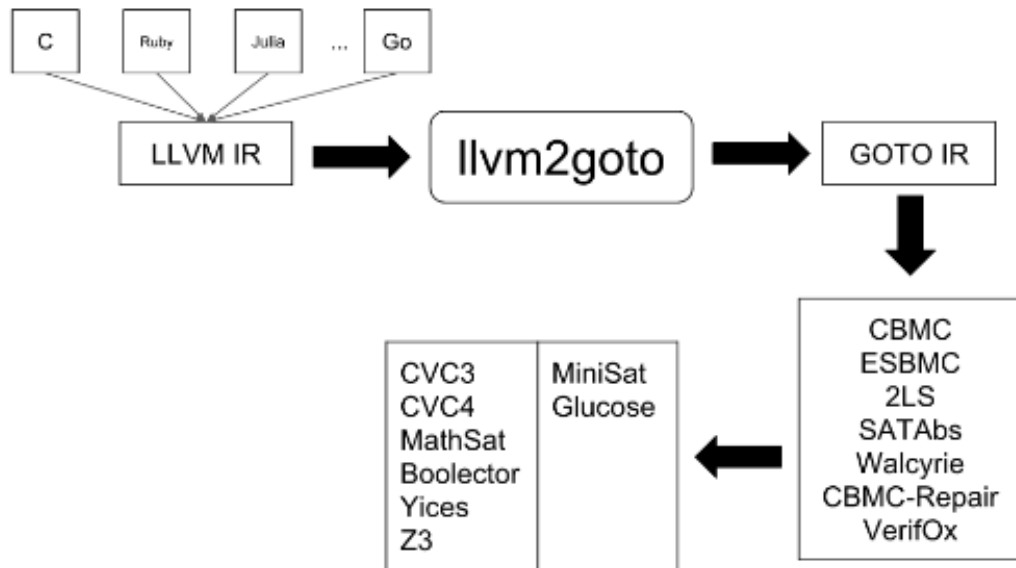 C
Ruby
Julia
...
Go
LLVM IR
llvm2goto
GOTO IR
CBMC
ESBMC
2LS
SATAbs
Walcyrie
CBMC-Repair
VerifOx
CVC3
CVC4
MathSat
Boolector
Yices
Z3
MiniSat
Glucose